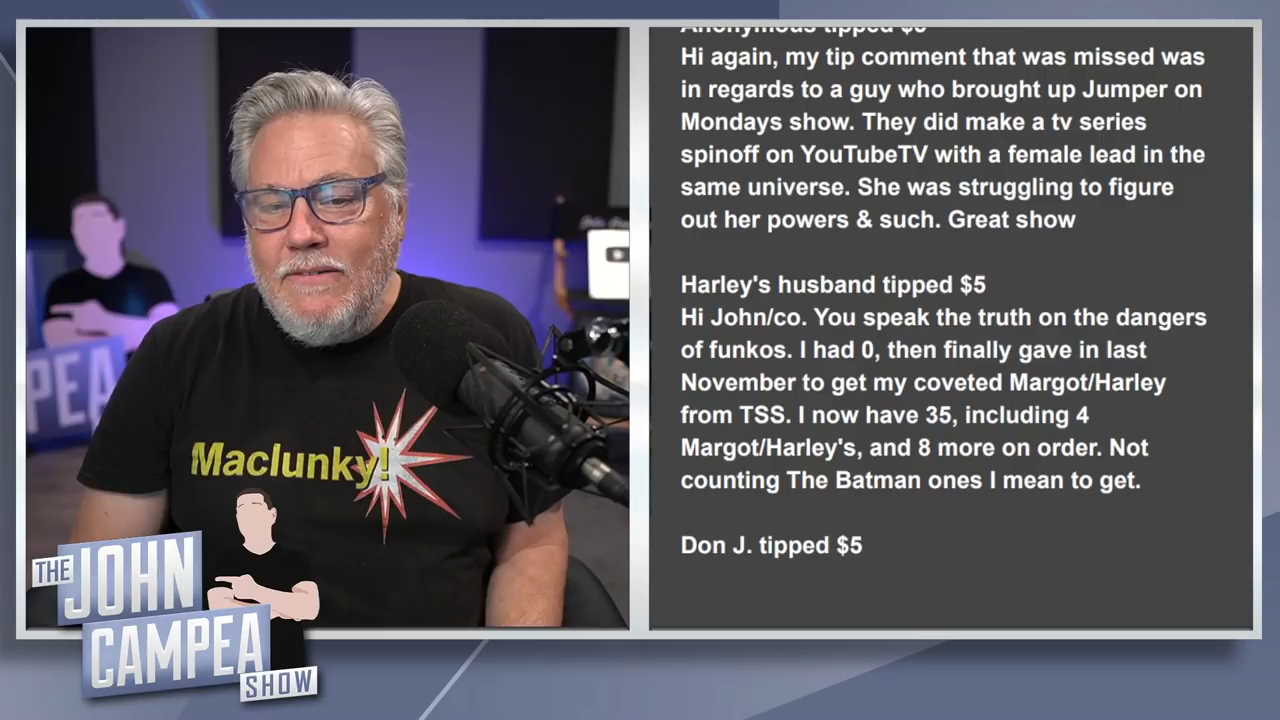 Anonymous tipped $5
Hi again, my tip comment that was missed was
in regards to a guy who brought up Jumper on
Mondays show. They did make a tv series
spinoff on YouTubeTV with a female lead in the
same universe. She was struggling to figure
out her powers & such. Great show
Harley's husband tipped $5
Hi John/co. You speak the truth on the dangers
of funkos. I had 0, then finally gave in last
November to get my coveted Margot/Harley
from TSS. I now have 35, including 4
Margot/Harley's, and 8 more on order. Not
counting The Batman ones I mean to get.
Don J. tipped $5
Maclunky!
PEA
THE
JOHN
CAMPEA
SHOW